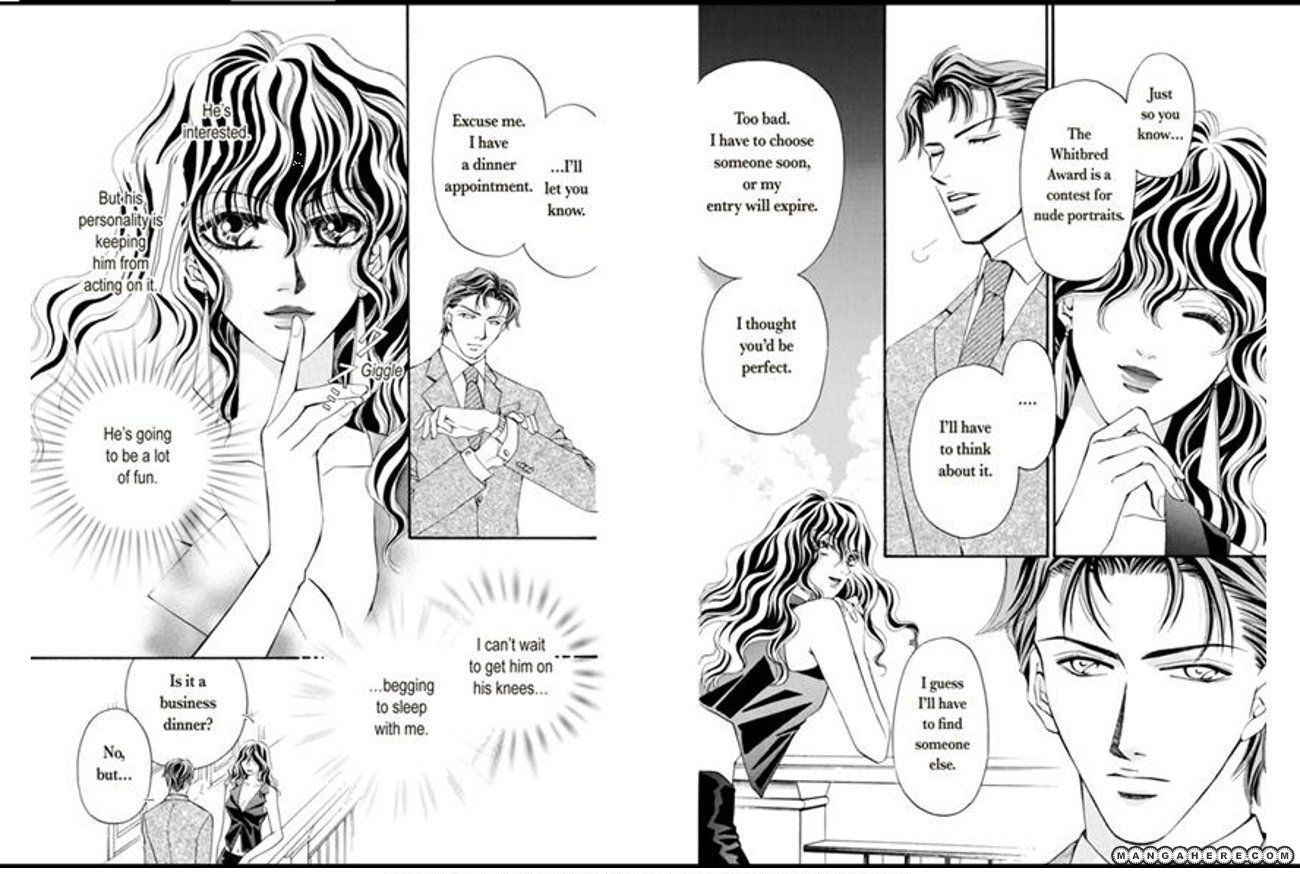 Just
so you
know...
The
Whitbred
Award is a
contest for
nude portraits.
....
I'll have
to think
about it.
Too bad.
I have to choose
someone soon,
or my
entry will expire.
I thought
you'd be
perfect.
I guess
I'll have
to find
someone
else.
...I'll
let you
know.
Excuse me.
I have
a dinner
appointment.
He's
interested.
But his
personality is
keeping
him from
acting on it.
Giggle
He's going
to be a lot
of fun.
I can't wait
to get him on
his knees...
...begging
to sleep
with me.
Is it a
business
dinner?
No,
but...
MANGAHERE.COM